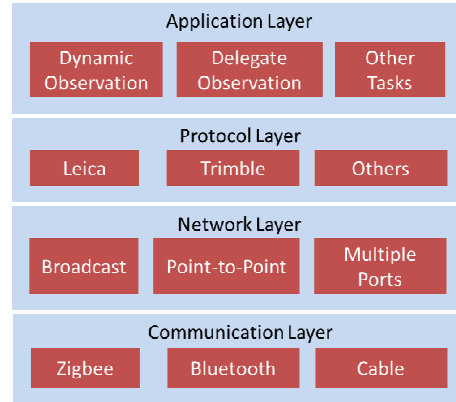 Application Layer
Dynamic
Observation
Delegate
Observation
Other
Tasks
Protocol Layer
Leica
Trimble
Others
Network Layer
Broadcast
Point-to-Point
Multiple
Ports
Communication Layer
Zigbee
Bluetooth
Cable